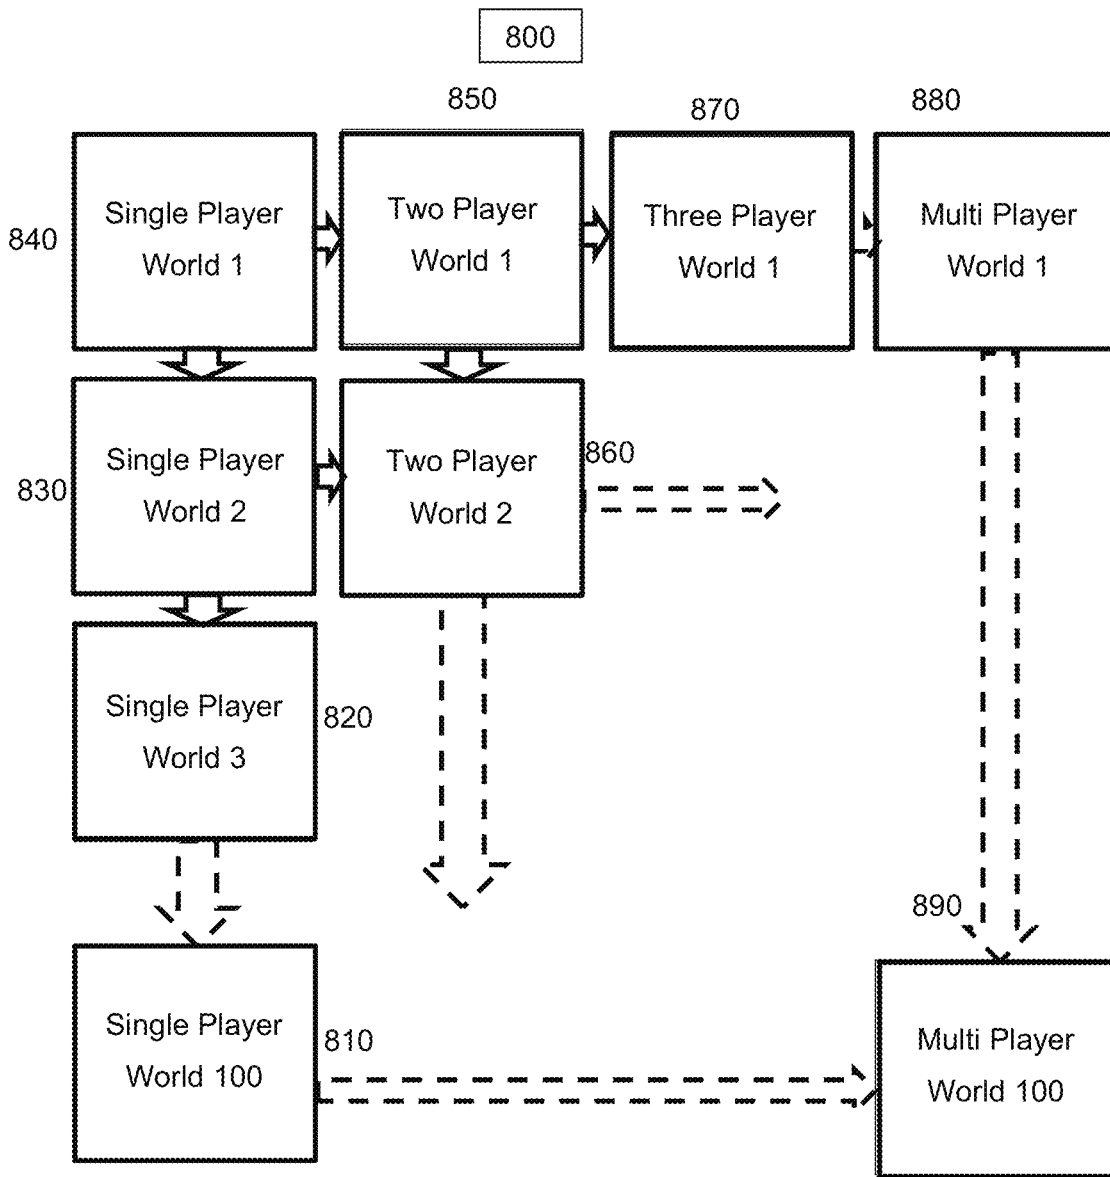 800
850
870
880
840
Single Player
World 1
Two Player
World 1
Three Player
World 1
Multi Player
World 1
830
Single Player
World 2
Two Player
World 2
860
Single Player
World 3
820
890
Single Player
World 100
810
Multi Player
World 100